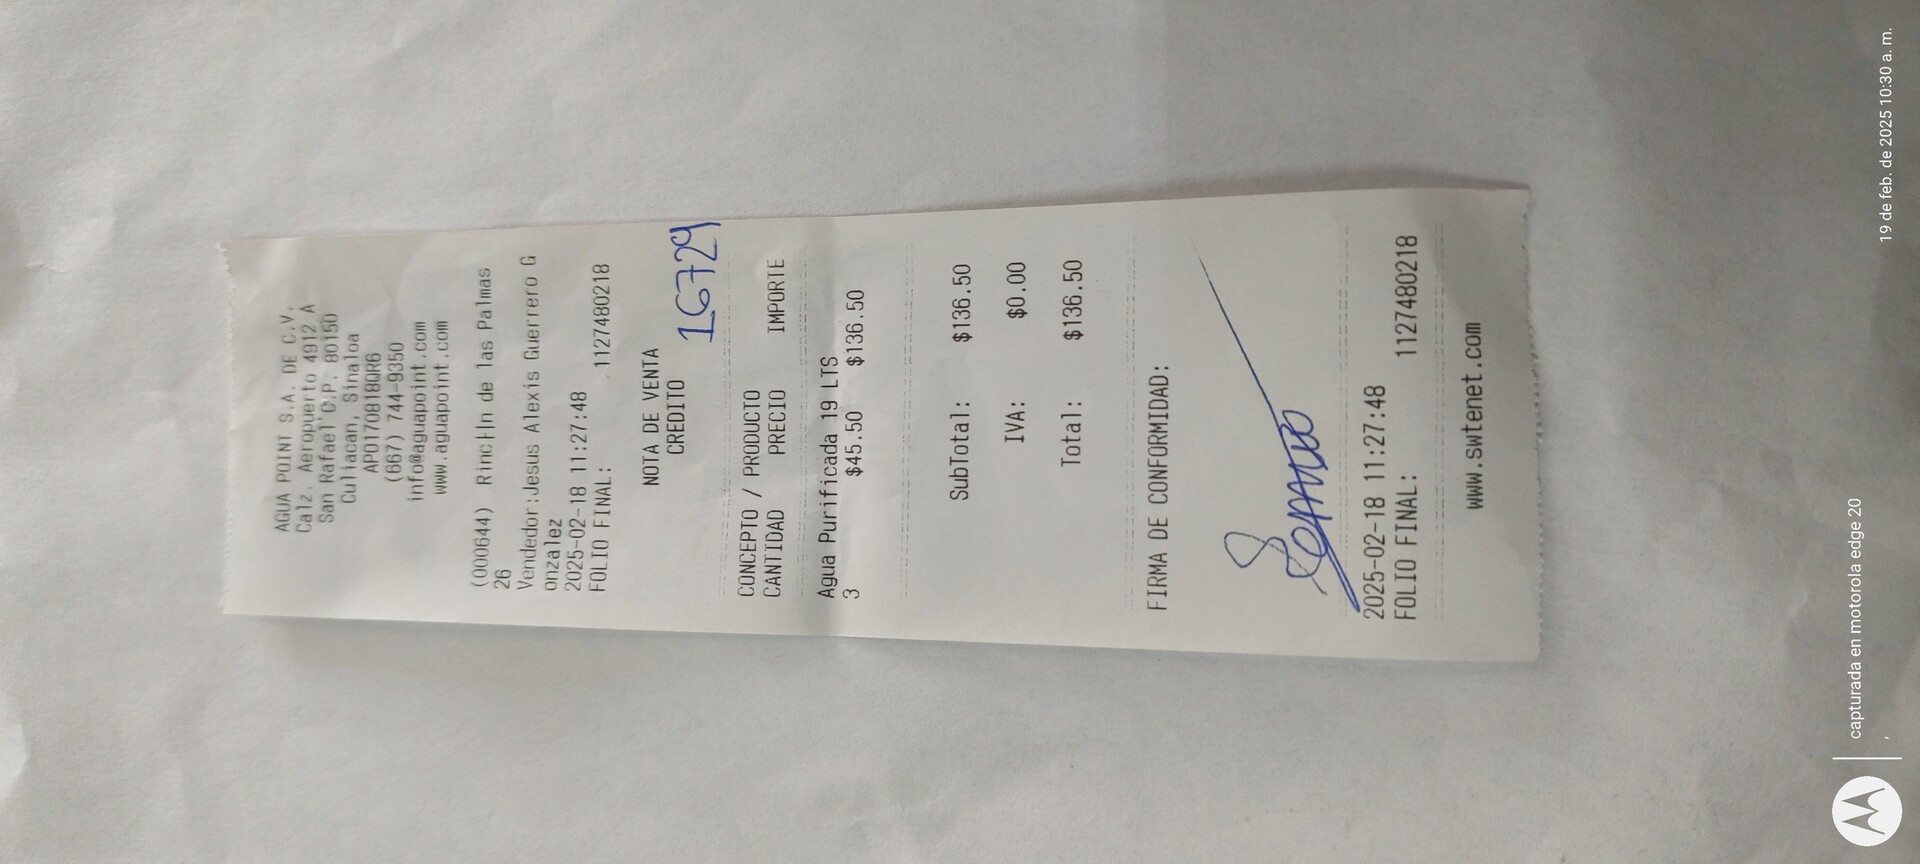 AGUA POINT S.A. DE C.V.
Calz. Aeropuerto 4912 A
San Rafael C.P. 80150
Culiacan, Sinaloa
APO170818QR6
(667) 744-9350
info@aguapoint.com
www.aguapoint.com
(000644) Rinc├│n de las Palmas
26
Vendedor:Jesus Alexis Guerrero G
onzalez
2025-02-18 11:27:48
FOLIO FINAL: 1127480218
NOTA DE VENTA
CREDITO
16729
CONCEPTO / PRODUCTO
CANTIDAD PRECIO IMPORTE
Agua Purificada 19 LTS
3 $45.50 $136.50
SubTotal: $136.50
IVA: $0.00
Total: $136.50
FIRMA DE CONFORMIDAD:
2025-02-18 11:27:48
FOLIO FINAL: 1127480218
www.swtenet.com
capturada en motorola edge 20
19 de feb. de 2025 10:30 a. m.